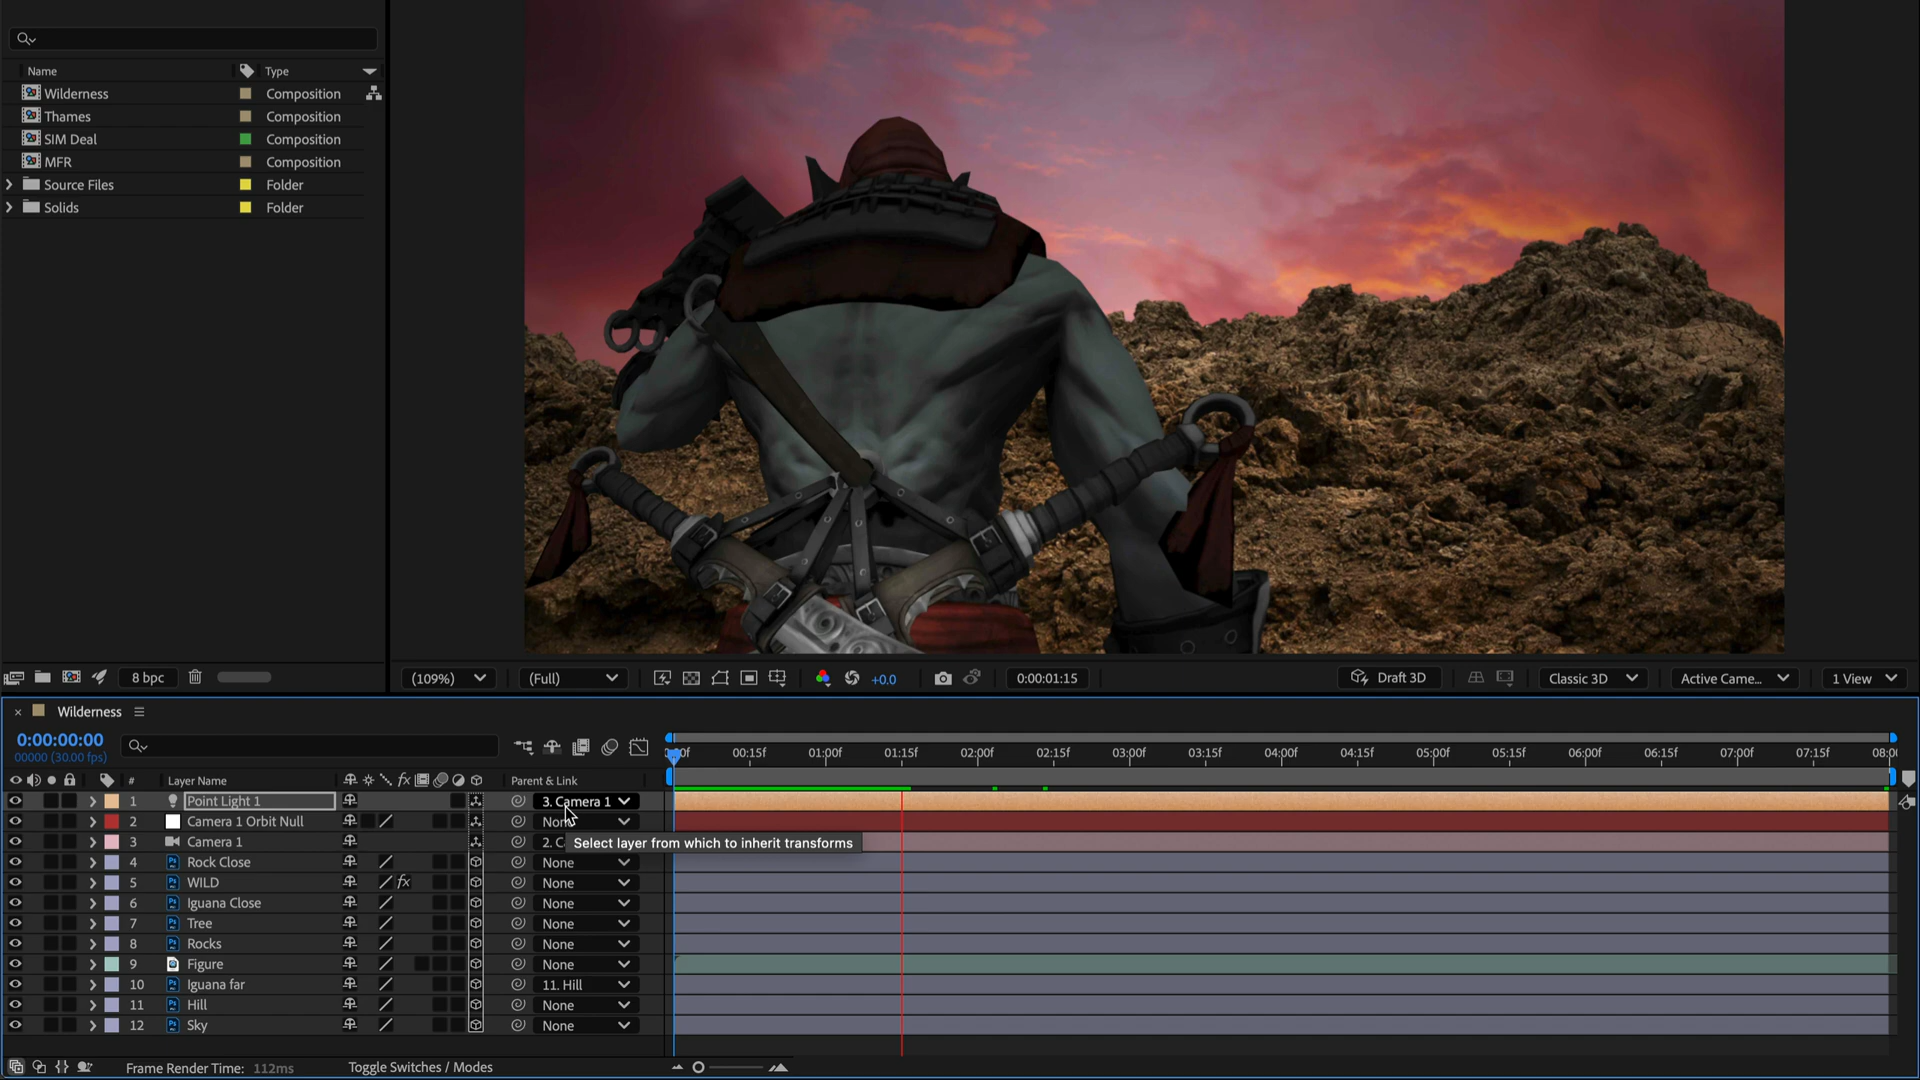 Name Type
Wilderness Composition
Thames Composition
SIM Deal Composition
MFR Composition
Source Files Folder
Solids Folder
8 bpc
(109%) (Full) +0.0 0:00:01:15 Draft 3D Classic 3D Active Came... 1 View
Wilderness
0:00:00:00
00000 (30.00 fps)
00:15f 01:00f 01:15f 02:00f 02:15f 03:00f 03:15f 04:00f 04:15f 05:00f 05:15f 06:00f 06:15f 07:00f 07:15f 08:0
# Layer Name fx Parent & Link
1 Point Light 1 3. Camera 1
2 Camera 1 Orbit Null None
3 Camera 1 2. C
Select layer from which to inherit transforms
4 Rock Close None
5 WILD fx None
6 Iguana Close None
7 Tree None
8 Rocks None
9 Figure None
10 Iguana far 11. Hill
11 Hill None
12 Sky None
Frame Render Time: 112ms Toggle Switches / Modes